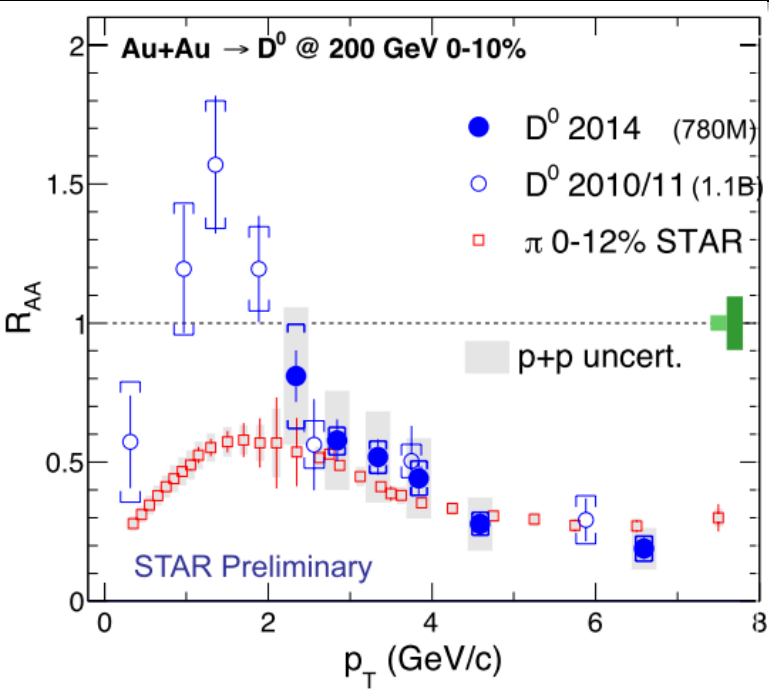 Au+Au → D⁰ @ 200 GeV 0-10%
D⁰ 2014 (780M)
D⁰ 2010/11 (1.1B)
π 0-12% STAR
p+p uncert.
STAR Preliminary
R_AA
2
1.5
1
0.5
0
0 2 4 6 8
p_T (GeV/c)